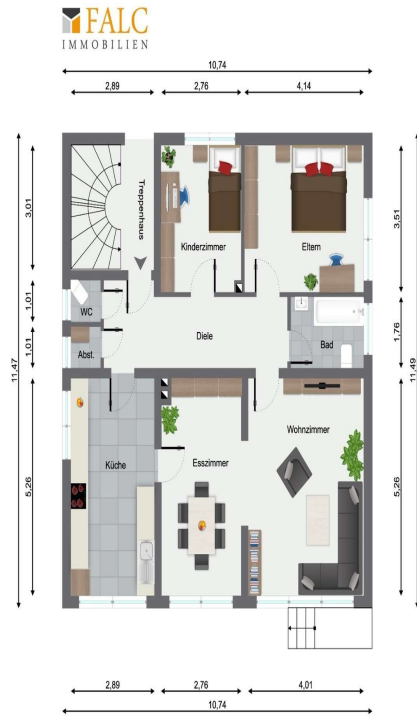 FALC
IMMOBILIEN
10,74
2,89
2,76
4,14
Treppenhaus
3,01
Kinderzimmer
Eltern
3,51
1,01
WC
Diele
Bad
1,76
1,01
Abst.
11,47
11,49
Küche
Esszimmer
Wohnzimmer
5,26
5,26
2,89
2,76
4,01
10,74